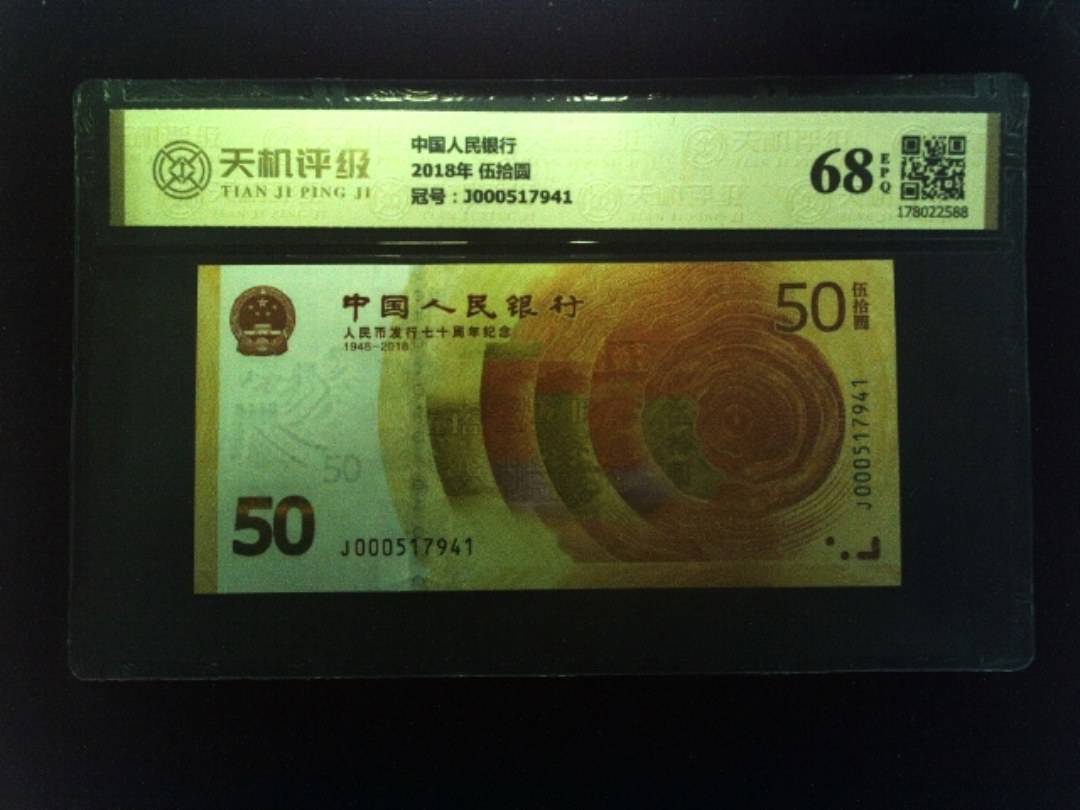 天机评级
TIAN JI PING JI
中国人民银行
2018年 伍拾圆
冠号：J000517941
68
EPQ
178022588
中国人民银行
人民币发行七十周年纪念
1948-2018
50
伍拾圆
50
50
J000517941
J000517941